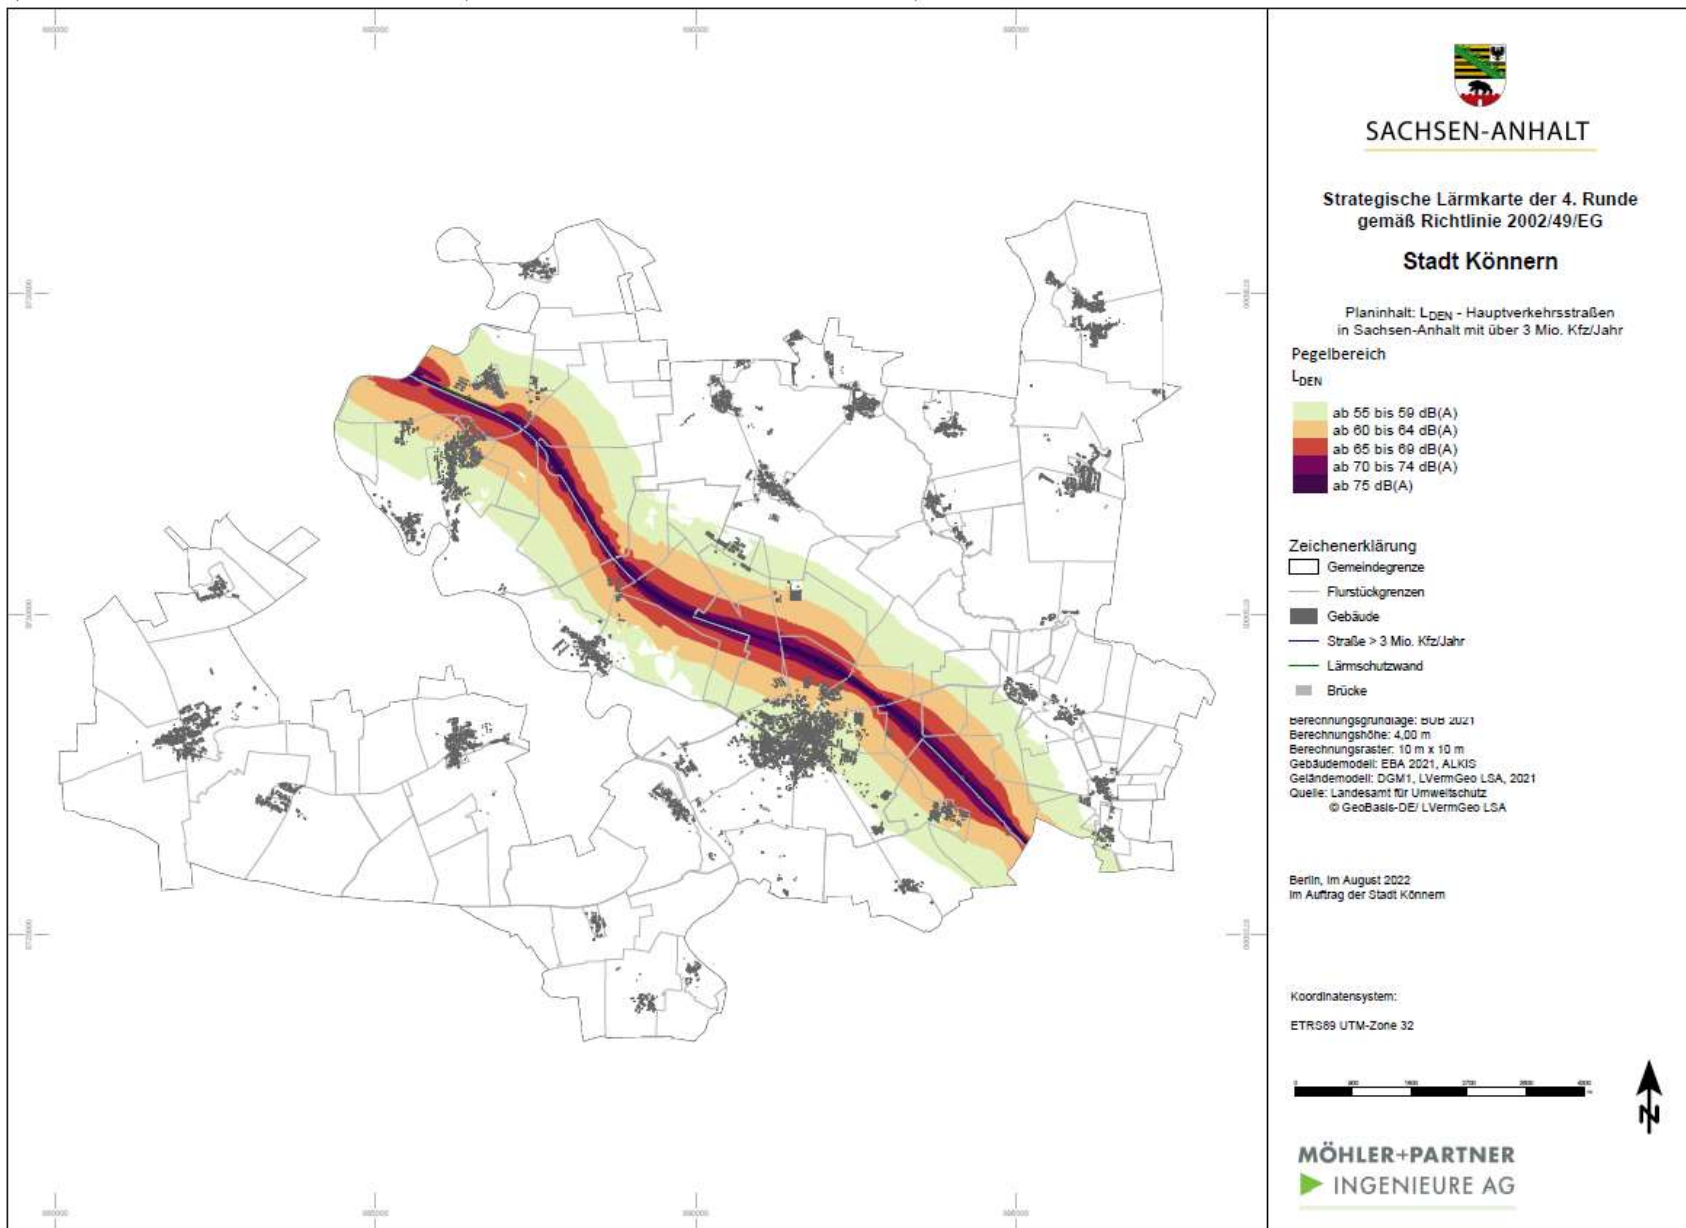 SACHSEN-ANHALT
Strategische Lärmkarte der 4. Runde
gemäß Richtlinie 2002/49/EG
Stadt Könnern
Planinhalt: LDEN - Hauptverkehrsstraßen
in Sachsen-Anhalt mit über 3 Mio. Kfz/Jahr
Pegelbereich
LDEN
ab 55 bis 59 dB(A)
ab 60 bis 64 dB(A)
ab 65 bis 69 dB(A)
ab 70 bis 74 dB(A)
ab 75 dB(A)
Zeichenerklärung
Gemeindegrenze
Flurstückgrenzen
Gebäude
Straße > 3 Mio. Kfz/Jahr
Lärmschutzwand
Brücke
Berechnungsgrundlage: BUB 2021
Berechnungshöhe: 4,00 m
Berechnungsraster: 10 m x 10 m
Gebäudemodell: EBA 2021, ALKIS
Geländemodell: DGM1, LVermGeo LSA, 2021
Quelle: Landesamt für Umweltschutz
© GeoBasis-DE/ LVermGeo LSA
Berlin, im August 2022
Im Auftrag der Stadt Könnern
Koordinatensystem:
ETRS89 UTM-Zone 32
N
MÖHLER+PARTNER
INGENIEURE AG